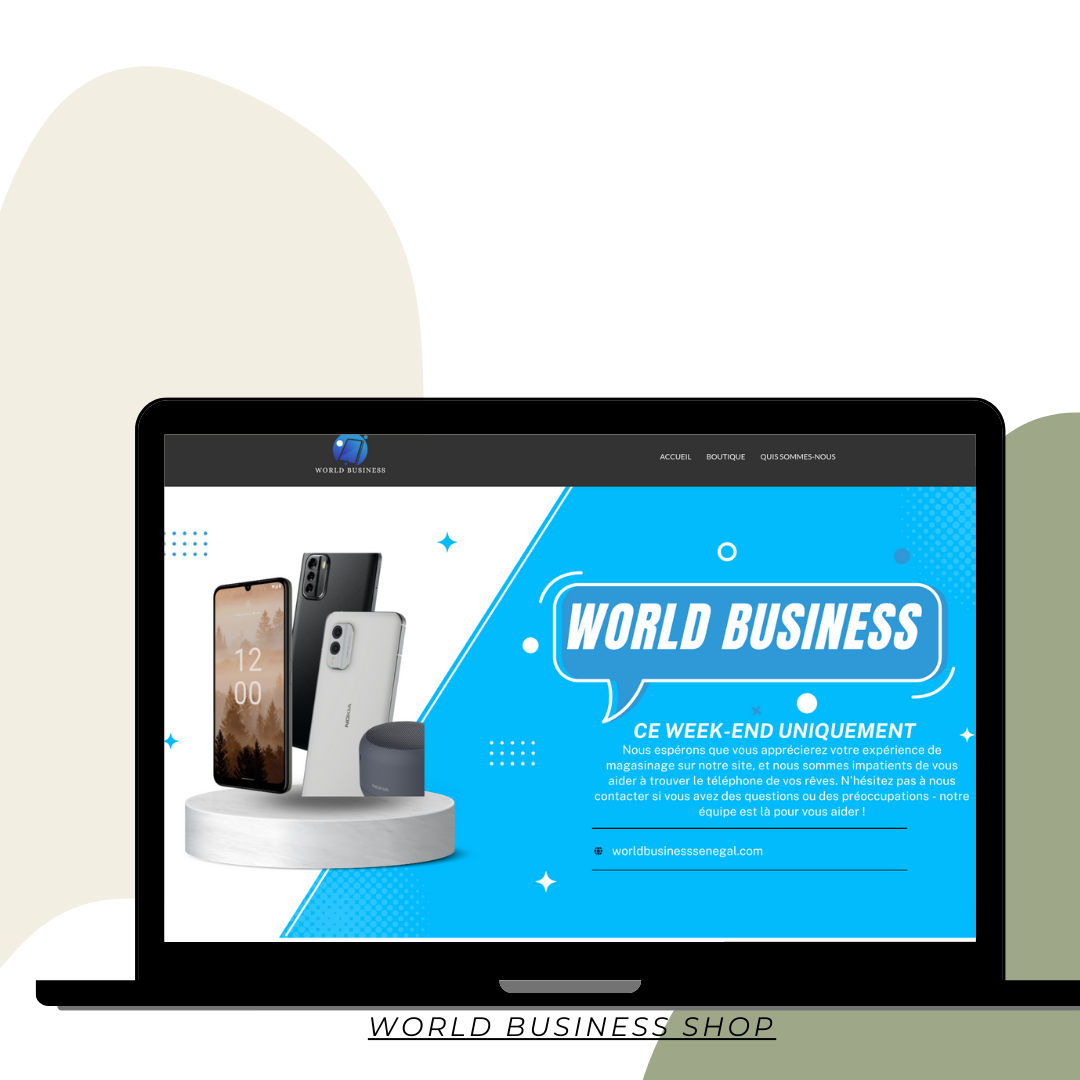 WORLD BUSINESS
ACCUEIL BOUTIQUE QUIS SOMMES-NOUS
12
00
NOKIA
NOKIA
WORLD BUSINESS
CE WEEK-END UNIQUEMENT
Nous espérons que vous apprécierez votre expérience de
magasinage sur notre site, et nous sommes impatients de vous
aider à trouver le téléphone de vos rêves. N'hésitez pas à nous
contacter si vous avez des questions ou des préoccupations - notre
équipe est là pour vous aider !
worldbusinesssenegal.com
WORLD BUSINESS SHOP